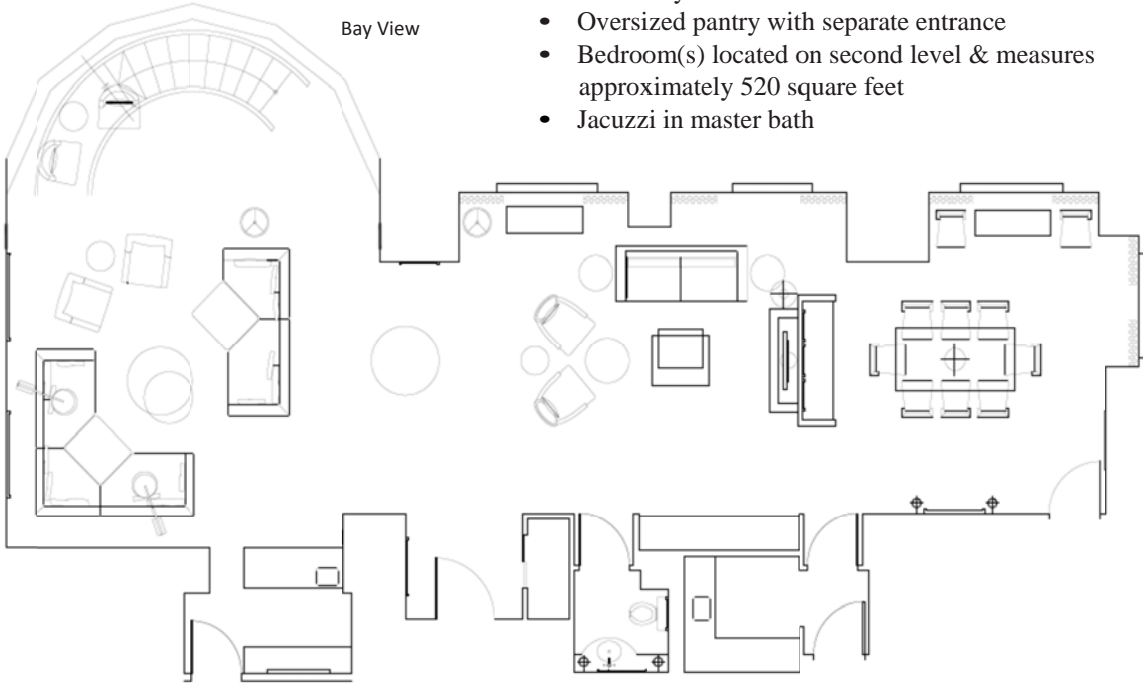 Bay View
• Oversized pantry with separate entrance
• Bedroom(s) located on second level & measures
approximately 520 square feet
• Jacuzzi in master bath